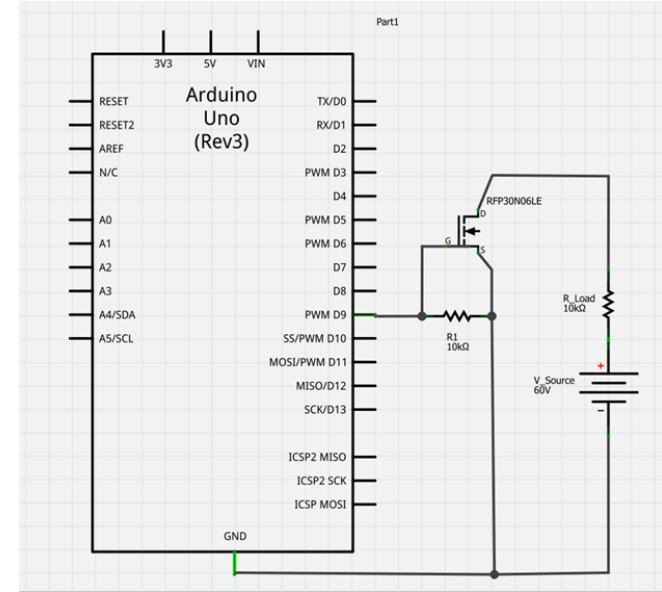 Part1
3V3
5V
VIN
Arduino
Uno
(Rev3)
RESET
RESET2
AREF
N/C
A0
A1
A2
A3
A4/SDA
A5/SCL
TX/D0
RX/D1
D2
PWM D3
D4
PWM D5
PWM D6
D7
D8
PWM D9
SS/PWM D10
MOSI/PWM D11
MISO/D12
SCK/D13
ICSP2 MISO
ICSP2 SCK
ICSP MOSI
GND
RFP30N06LE
D
G
S
R1
10kΩ
R_Load
10kΩ
+
V_Source
60V
−